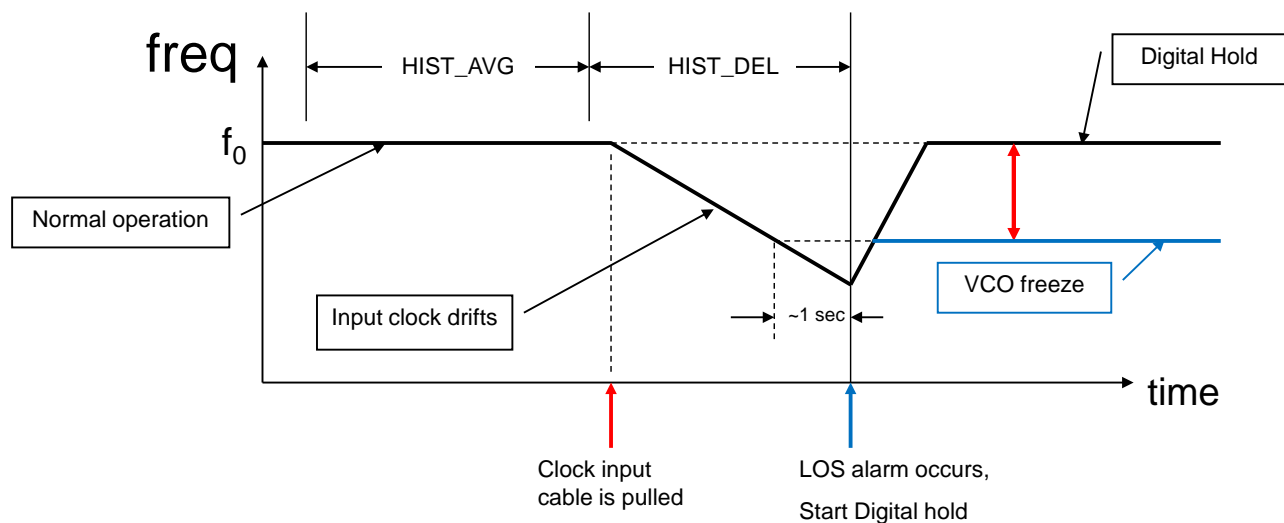 freq
HIST_AVG
HIST_DEL
Digital Hold
f₀
Normal operation
Input clock drifts
~1 sec
VCO freeze
time
Clock input
cable is pulled
LOS alarm occurs,
Start Digital hold